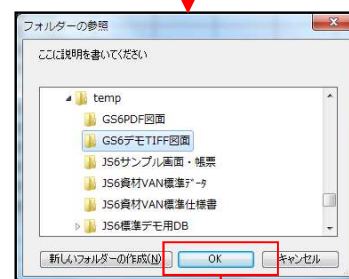 フォルダーの参照
ここに説明を書いてください
temp
GS6PDF図面
GS6デモTIFF図面
JS6サンプル画面・帳票
JS6資材VAN標準ﾃﾞｰﾀ
JS6資材VAN標準仕様書
JS6標準デモ用DB
新しいフォルダーの作成(N) OK キャンセル